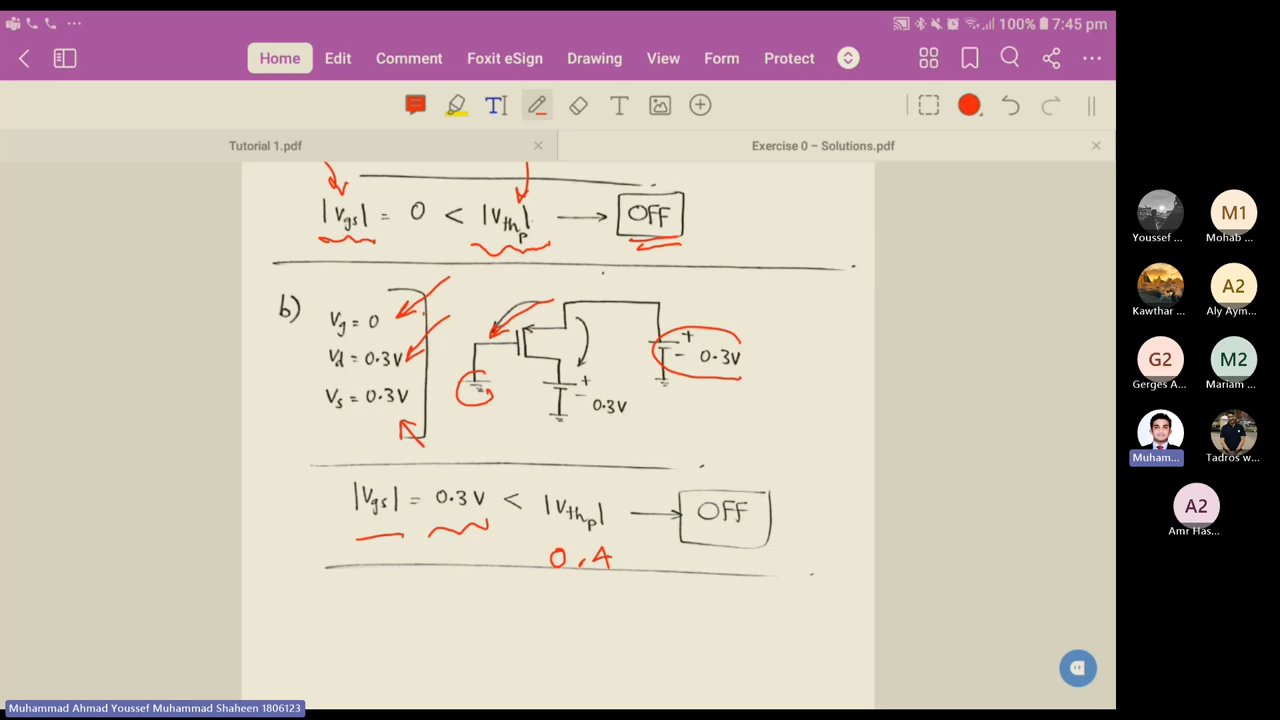 100% 7:45 pm
Home Edit Comment Foxit eSign Drawing View Form Protect
Tutorial 1.pdf
Exercise 0 – Solutions.pdf
|Vgs| = 0 < |Vthp| → OFF
b)
Vg = 0
Vd = 0.3V
Vs = 0.3V
+
- 0.3V
+
- 0.3V
|Vgs| = 0.3V < |Vthp| → OFF
0.4
Youssef ...
M1
Mohab ...
Kawthar ...
A2
Aly Aym...
G2
Gerges A...
M2
Mariam ...
Muham...
Tadros w...
A2
Amr Has...
Muhammad Ahmad Youssef Muhammad Shaheen 1806123